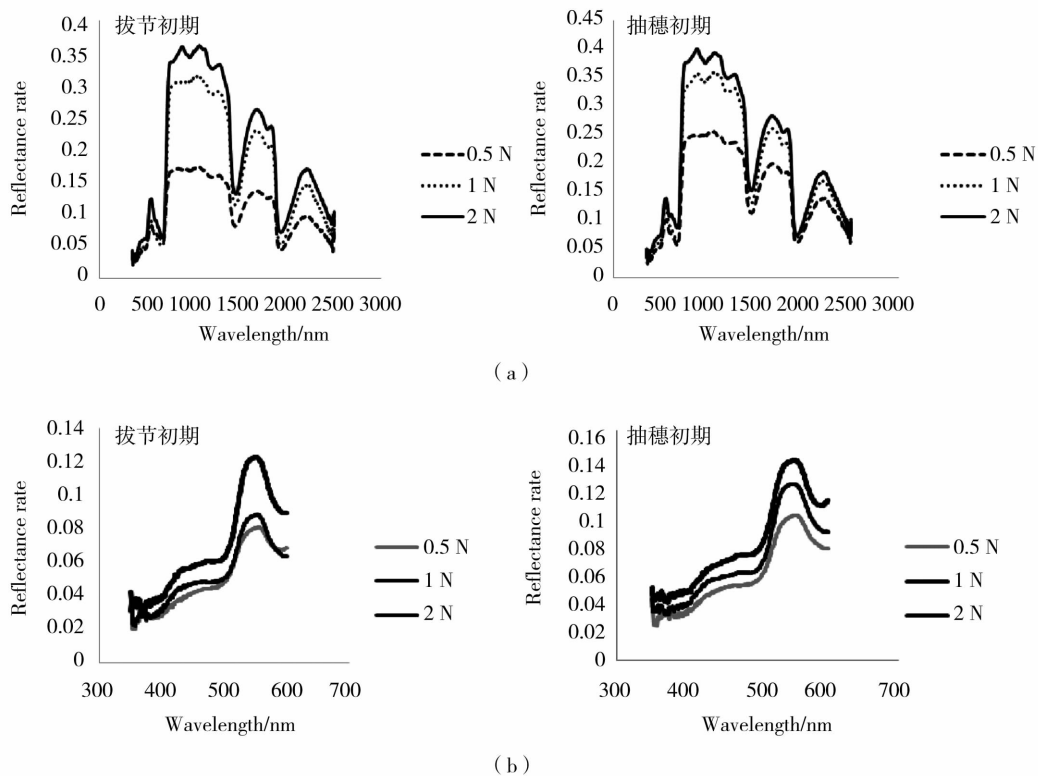 拔节初期
0.4
0.35
0.3
0.25
0.2
0.15
0.1
0.05
0
Reflectance rate
0 500 1000 1500 2000 2500 3000
Wavelength/nm
0.5 N
1 N
2 N
抽穗初期
0.45
0.4
0.35
0.3
0.25
0.2
0.15
0.1
0.05
0
Reflectance rate
0 500 1000 1500 2000 2500 3000
Wavelength/nm
0.5 N
1 N
2 N
(a)
拔节初期
0.14
0.12
0.1
0.08
0.06
0.04
0.02
0
Reflectance rate
300 400 500 600 700
Wavelength/nm
0.5 N
1 N
2 N
抽穗初期
0.16
0.14
0.12
0.1
0.08
0.06
0.04
0.02
0
Reflectance rate
300 400 500 600 700
Wavelength/nm
0.5 N
1 N
2 N
(b)